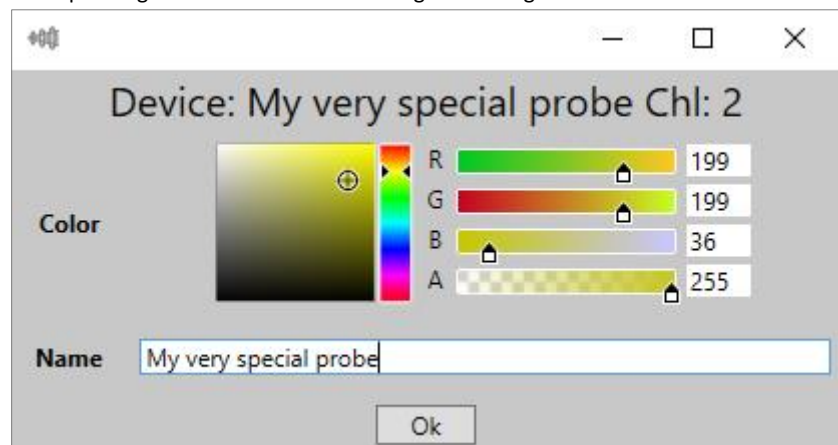 Device: My very special probe Chl: 2
R 199
G 199
Color
B 36
A 255
Name My very special probe
Ok